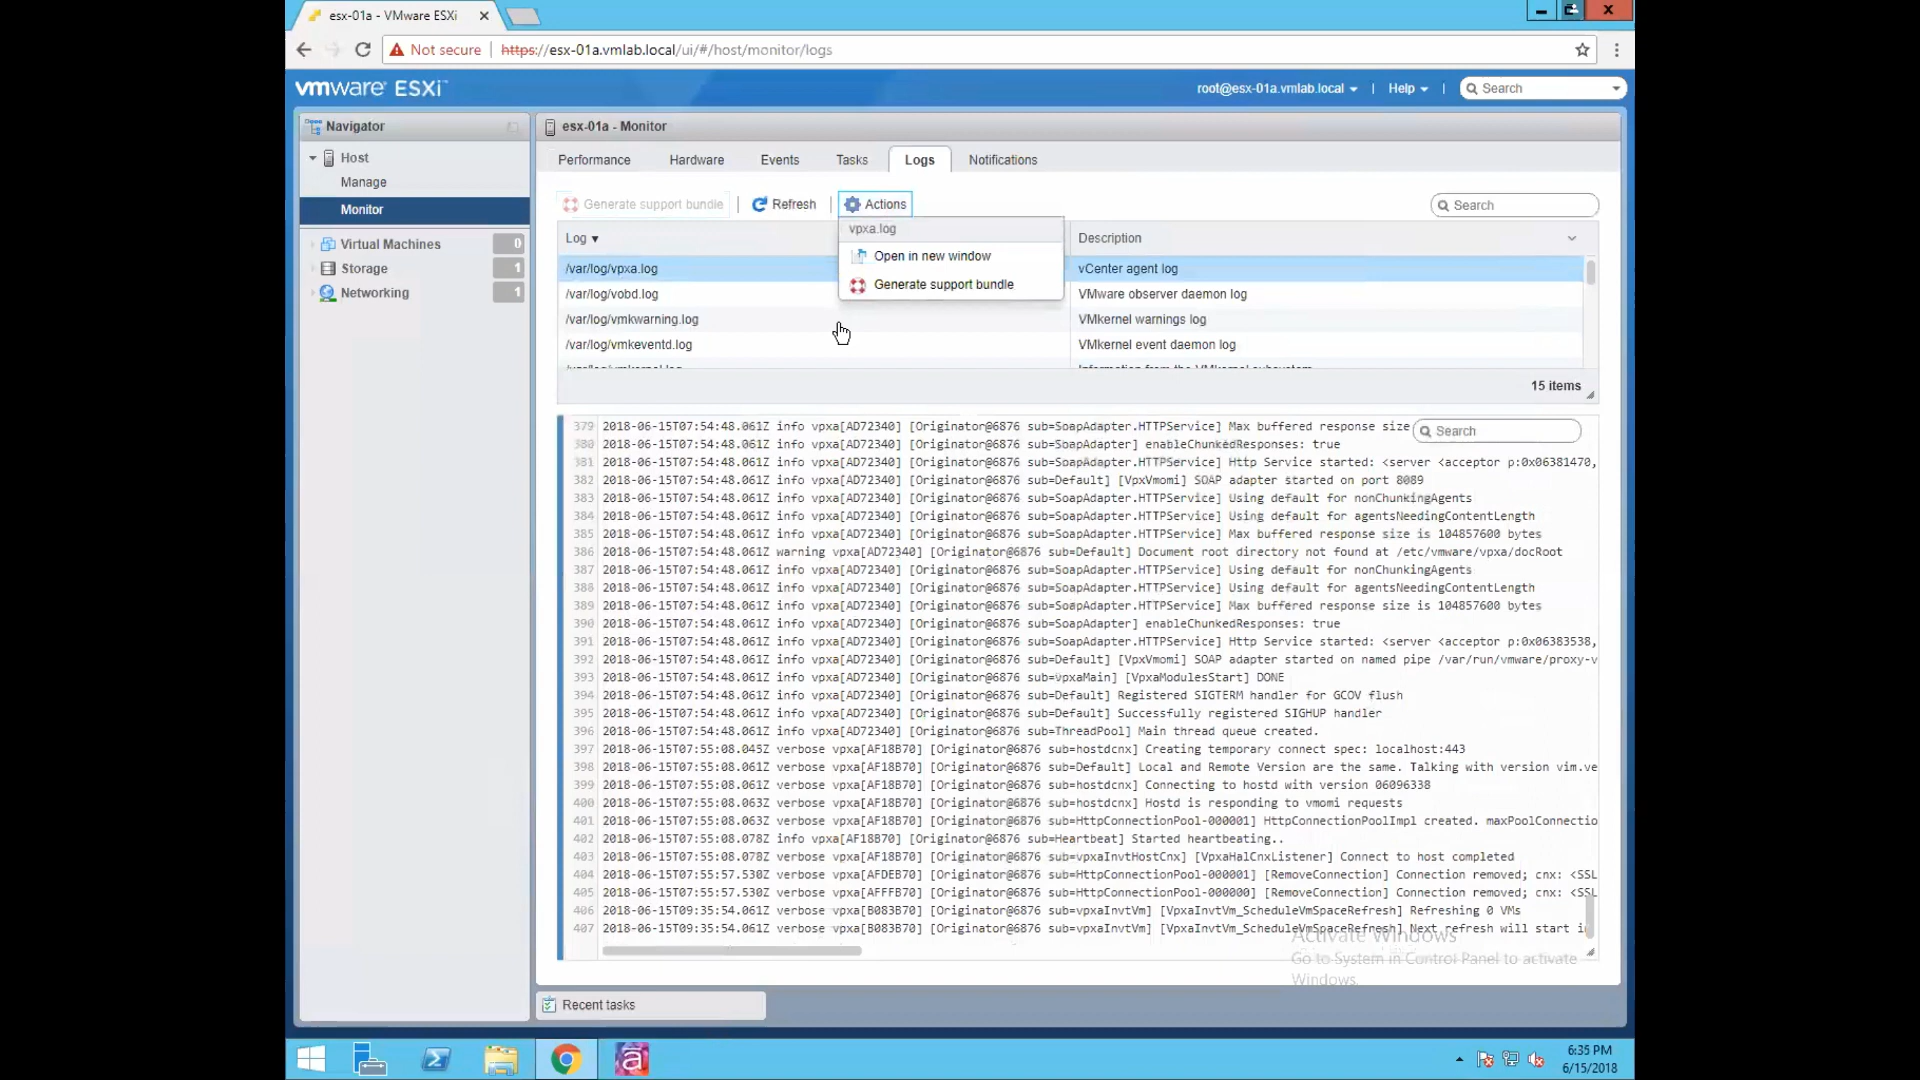 esx-01a - VMware ESXi
Not secure | https://esx-01a.vmlab.local/ui/#/host/monitor/logs
vmware ESXi™
root@esx-01a.vmlab.local | Help | Search
Navigator
esx-01a - Monitor
Host
Manage
Monitor
Virtual Machines 0
Storage 1
Networking 1
Performance Hardware Events Tasks Logs Notifications
Generate support bundle | Refresh | Actions
Search
vpxa.log
Open in new window
Generate support bundle
Log Description
/var/log/vpxa.log vCenter agent log
/var/log/vobd.log VMware observer daemon log
/var/log/vmkwarning.log VMkernel warnings log
/var/log/vmkeventd.log VMkernel event daemon log
/var/log/vmkernel.log Information from the VMkernel subsystem
15 items
Search
379 2018-06-15T07:54:48.061Z info vpxa[AD72340] [Originator@6876 sub=SoapAdapter.HTTPService] Max buffered response size
380 2018-06-15T07:54:48.061Z info vpxa[AD72340] [Originator@6876 sub=SoapAdapter] enableChunkedResponses: true
381 2018-06-15T07:54:48.061Z info vpxa[AD72340] [Originator@6876 sub=SoapAdapter.HTTPService] Http Service started: <server <acceptor p:0x06381470,
382 2018-06-15T07:54:48.061Z info vpxa[AD72340] [Originator@6876 sub=Default] [VpxVmomi] SOAP adapter started on port 8089
383 2018-06-15T07:54:48.061Z info vpxa[AD72340] [Originator@6876 sub=SoapAdapter.HTTPService] Using default for nonChunkingAgents
384 2018-06-15T07:54:48.061Z info vpxa[AD72340] [Originator@6876 sub=SoapAdapter.HTTPService] Using default for agentsNeedingContentLength
385 2018-06-15T07:54:48.061Z info vpxa[AD72340] [Originator@6876 sub=SoapAdapter.HTTPService] Max buffered response size is 104857600 bytes
386 2018-06-15T07:54:48.061Z warning vpxa[AD72340] [Originator@6876 sub=Default] Document root directory not found at /etc/vmware/vpxa/docRoot
387 2018-06-15T07:54:48.061Z info vpxa[AD72340] [Originator@6876 sub=SoapAdapter.HTTPService] Using default for nonChunkingAgents
388 2018-06-15T07:54:48.061Z info vpxa[AD72340] [Originator@6876 sub=SoapAdapter.HTTPService] Using default for agentsNeedingContentLength
389 2018-06-15T07:54:48.061Z info vpxa[AD72340] [Originator@6876 sub=SoapAdapter.HTTPService] Max buffered response size is 104857600 bytes
390 2018-06-15T07:54:48.061Z info vpxa[AD72340] [Originator@6876 sub=SoapAdapter] enableChunkedResponses: true
391 2018-06-15T07:54:48.061Z info vpxa[AD72340] [Originator@6876 sub=SoapAdapter.HTTPService] Http Service started: <server <acceptor p:0x06383538,
392 2018-06-15T07:54:48.061Z info vpxa[AD72340] [Originator@6876 sub=Default] [VpxVmomi] SOAP adapter started on named pipe /var/run/vmware/proxy-v
393 2018-06-15T07:54:48.061Z info vpxa[AD72340] [Originator@6876 sub=vpxaMain] [VpxaModulesStart] DONE
394 2018-06-15T07:54:48.061Z info vpxa[AD72340] [Originator@6876 sub=Default] Registered SIGTERM handler for GCOV flush
395 2018-06-15T07:54:48.061Z info vpxa[AD72340] [Originator@6876 sub=Default] Successfully registered SIGHUP handler
396 2018-06-15T07:54:48.061Z info vpxa[AD72340] [Originator@6876 sub=ThreadPool] Main thread queue created.
397 2018-06-15T07:55:08.045Z verbose vpxa[AF18B70] [Originator@6876 sub=hostdcnx] Creating temporary connect spec: localhost:443
398 2018-06-15T07:55:08.061Z verbose vpxa[AF18B70] [Originator@6876 sub=Default] Local and Remote Version are the same. Talking with version vim.ve
399 2018-06-15T07:55:08.061Z verbose vpxa[AF18B70] [Originator@6876 sub=hostdcnx] Connecting to hostd with version 06096338
400 2018-06-15T07:55:08.063Z verbose vpxa[AF18B70] [Originator@6876 sub=hostdcnx] Hostd is responding to vmomi requests
401 2018-06-15T07:55:08.063Z verbose vpxa[AF18B70] [Originator@6876 sub=HttpConnectionPool-000001] HttpConnectionPoolImpl created. maxPoolConnectio
402 2018-06-15T07:55:08.078Z info vpxa[AF18B70] [Originator@6876 sub=Heartbeat] Started heartbeating..
403 2018-06-15T07:55:08.078Z verbose vpxa[AF18B70] [Originator@6876 sub=vpxaInvtHostCnx] [VpxaHalCnxListener] Connect to host completed
404 2018-06-15T07:55:57.530Z verbose vpxa[AFDEB70] [Originator@6876 sub=HttpConnectionPool-000001] [RemoveConnection] Connection removed; cnx: <SSL
405 2018-06-15T07:55:57.530Z verbose vpxa[AFFFB70] [Originator@6876 sub=HttpConnectionPool-000000] [RemoveConnection] Connection removed; cnx: <SSL
406 2018-06-15T09:35:54.061Z verbose vpxa[B083B70] [Originator@6876 sub=vpxaInvtVm] [VpxaInvtVm_ScheduleVmSpaceRefresh] Refreshing 0 VMs
407 2018-06-15T09:35:54.061Z verbose vpxa[B083B70] [Originator@6876 sub=vpxaInvtVm] [VpxaInvtVm_ScheduleVmSpaceRefresh] Next refresh will start i
Activate Windows
Go to System in Control Panel to activate
Windows.
Recent tasks
6:35 PM
6/15/2018